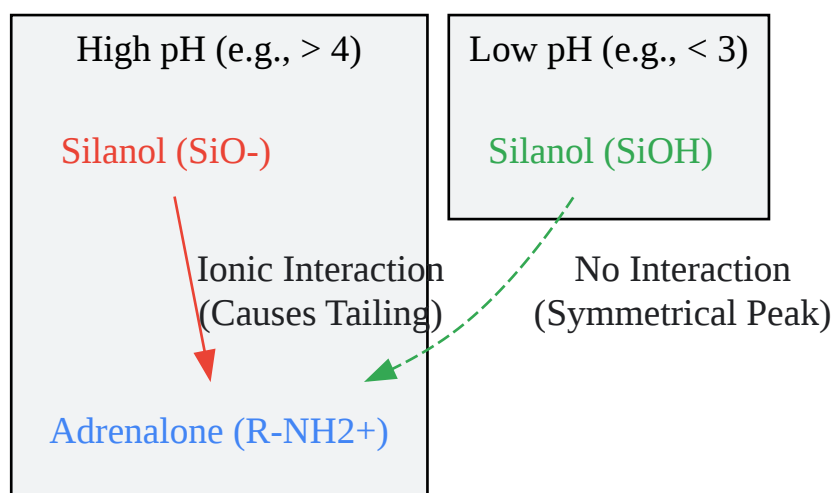 High pH (e.g., > 4)
Silanol (SiO-)
Ionic Interaction
(Causes Tailing)
Adrenalone (R-NH2+)
Low pH (e.g., < 3)
Silanol (SiOH)
No Interaction
(Symmetrical Peak)